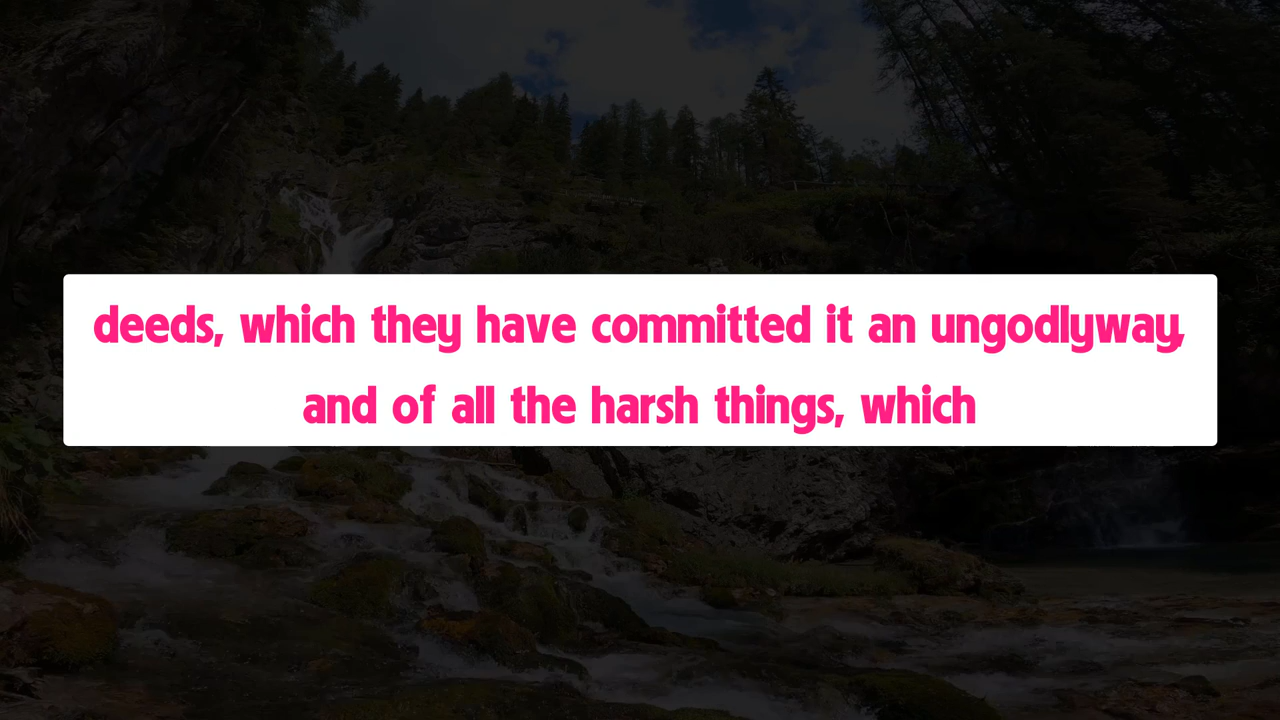 deeds, which they have committed it an ungodlyway,
and of all the harsh things, which